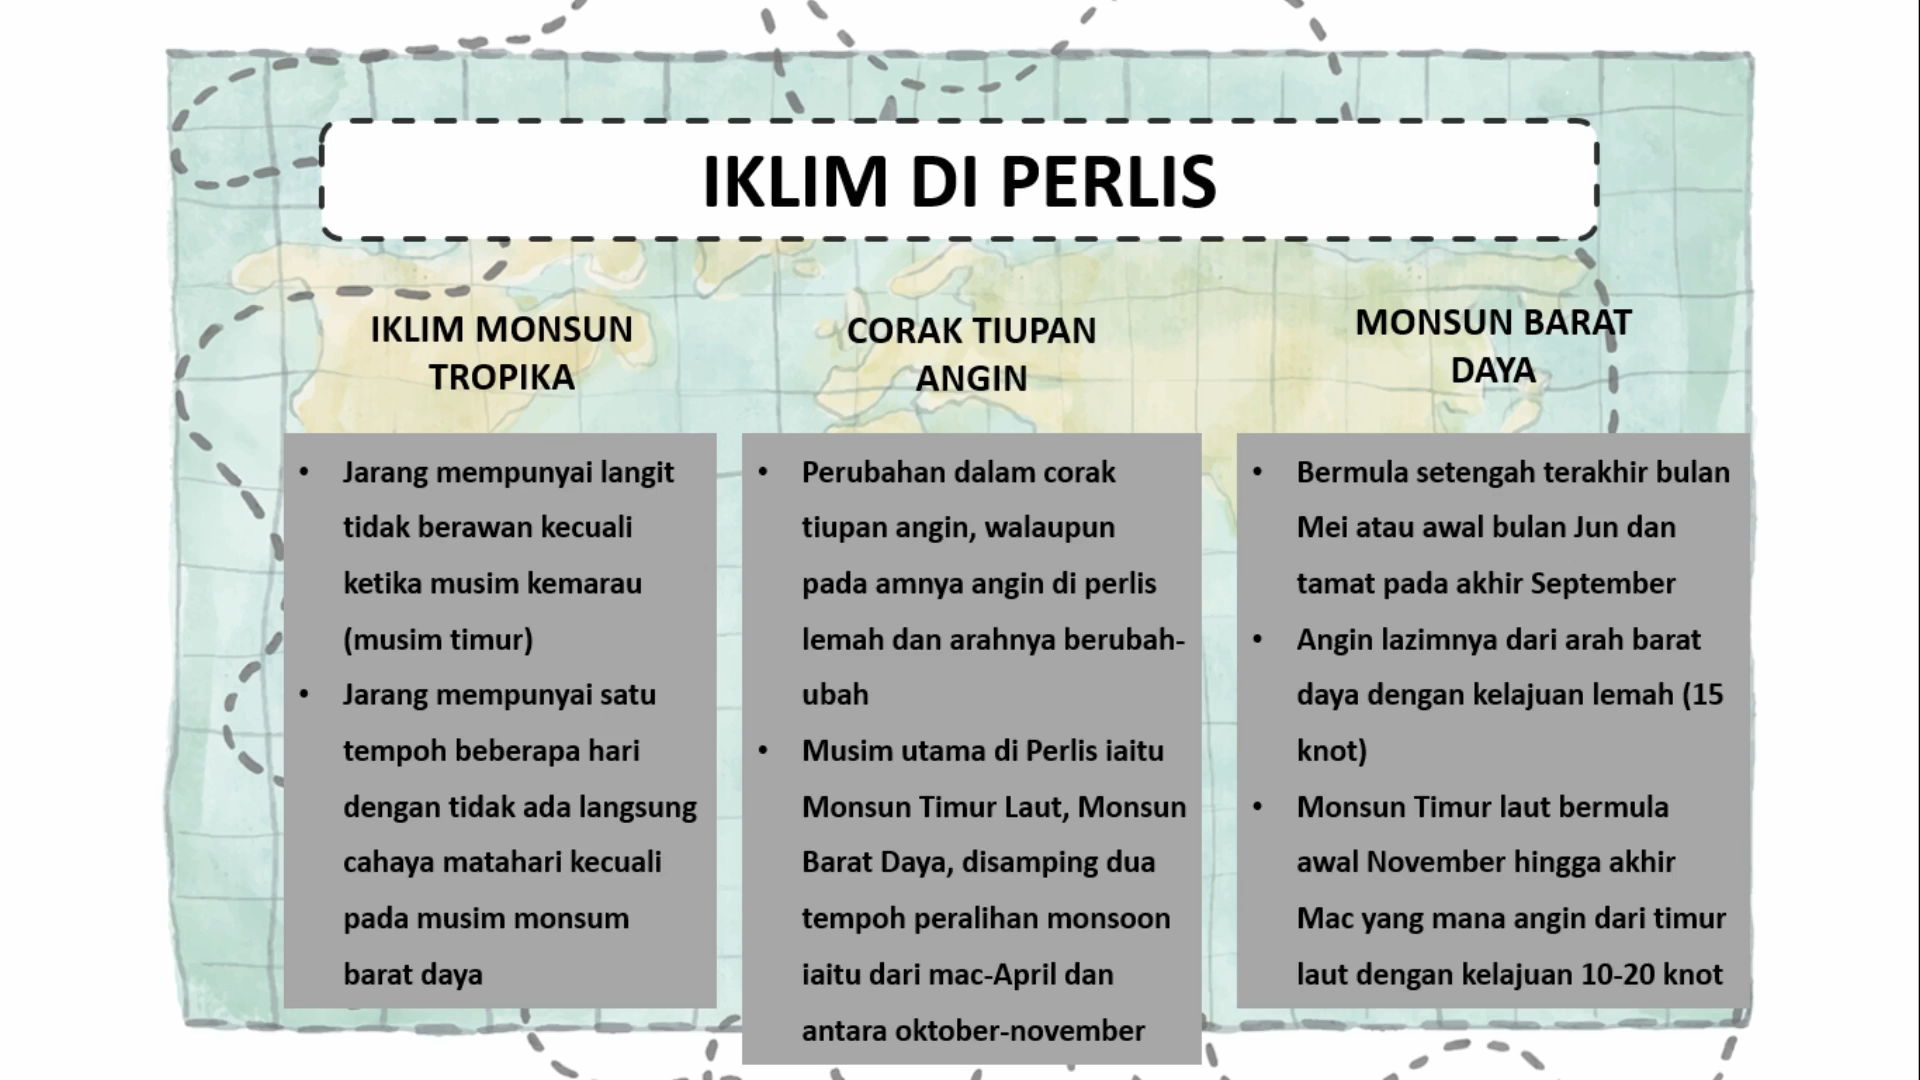 IKLIM DI PERLIS
IKLIM MONSUN
TROPIKA
• Jarang mempunyai langit
tidak berawan kecuali
ketika musim kemarau
(musim timur)
• Jarang mempunyai satu
tempoh beberapa hari
dengan tidak ada langsung
cahaya matahari kecuali
pada musim monsum
barat daya
CORAK TIUPAN
ANGIN
• Perubahan dalam corak
tiupan angin, walaupun
pada amnya angin di perlis
lemah dan arahnya berubah-
ubah
• Musim utama di Perlis iaitu
Monsun Timur Laut, Monsun
Barat Daya, disamping dua
tempoh peralihan monsoon
iaitu dari mac-April dan
antara oktober-november
MONSUN BARAT
DAYA
• Bermula setengah terakhir bulan
Mei atau awal bulan Jun dan
tamat pada akhir September
• Angin lazimnya dari arah barat
daya dengan kelajuan lemah (15
knot)
• Monsun Timur laut bermula
awal November hingga akhir
Mac yang mana angin dari timur
laut dengan kelajuan 10-20 knot